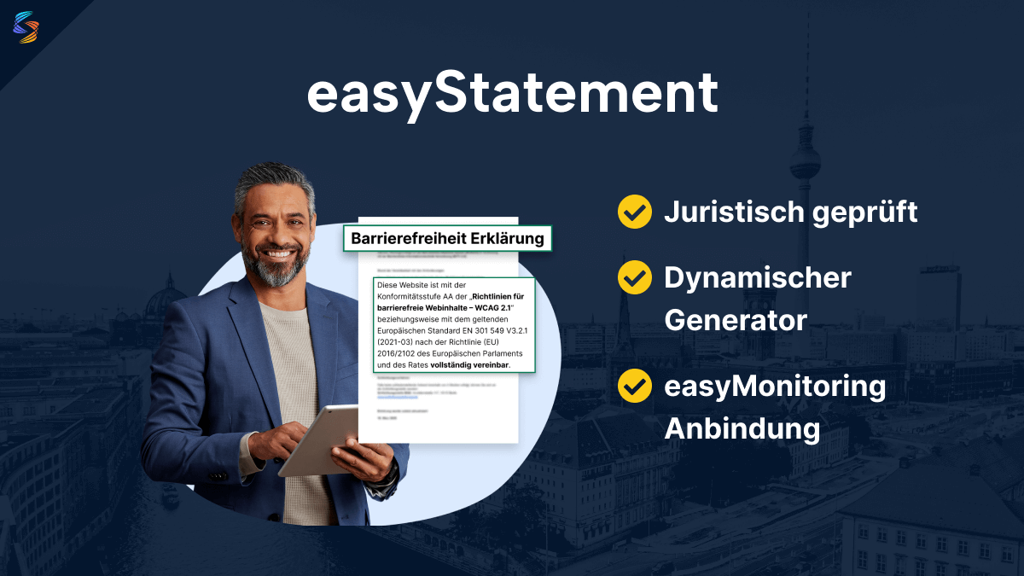 easyStatement
Barrierefreiheit Erklärung
Diese Website ist mit der
Konformitätsstufe AA der „Richtlinien für
barrierefreie Webinhalte – WCAG 2.1“
beziehungsweise mit dem geltenden
Europäischen Standard EN 301 549 V3.2.1
(2021-03) nach der Richtlinie (EU)
2016/2102 des Europäischen Parlaments
und des Rates vollständig vereinbar.
Juristisch geprüft
Dynamischer
Generator
easyMonitoring
Anbindung